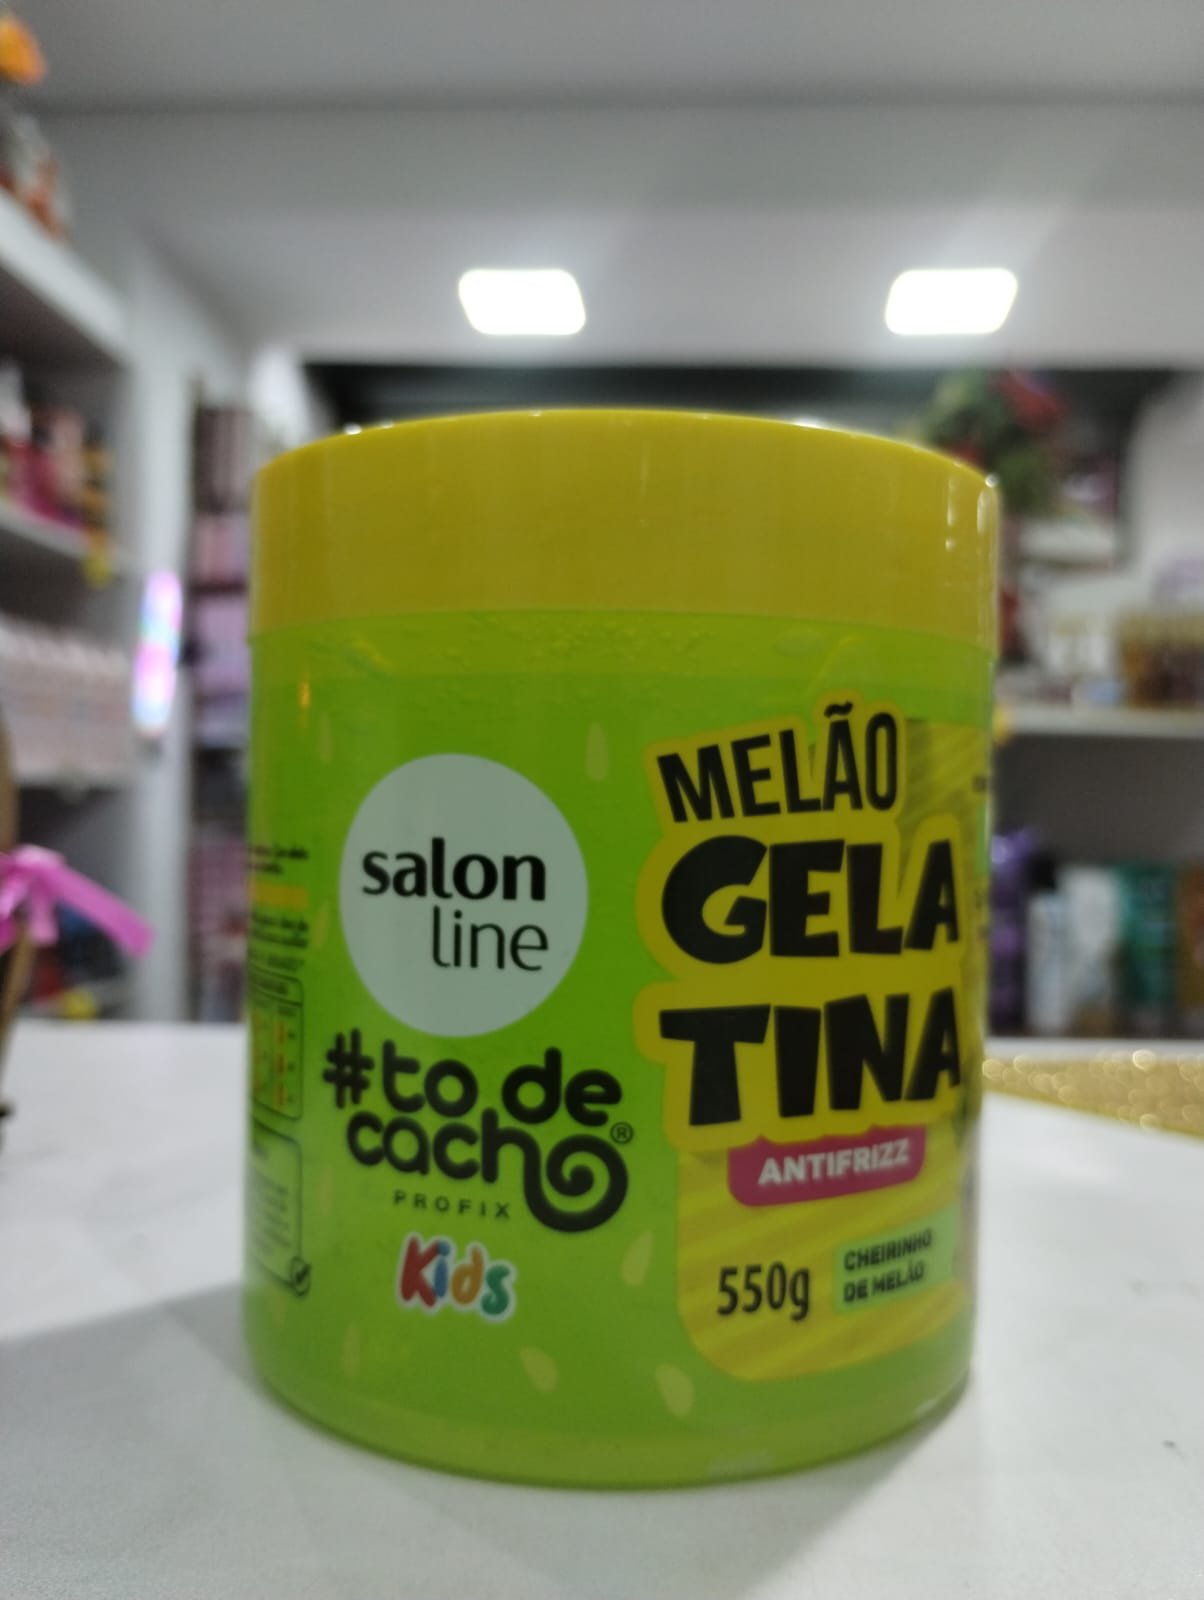 salon
line
#to de
cacho®
PROFIX
Kids
MELÃO
GELA
TINA
ANTIFRIZZ
550g
CHEIRINHO
DE MELÃO